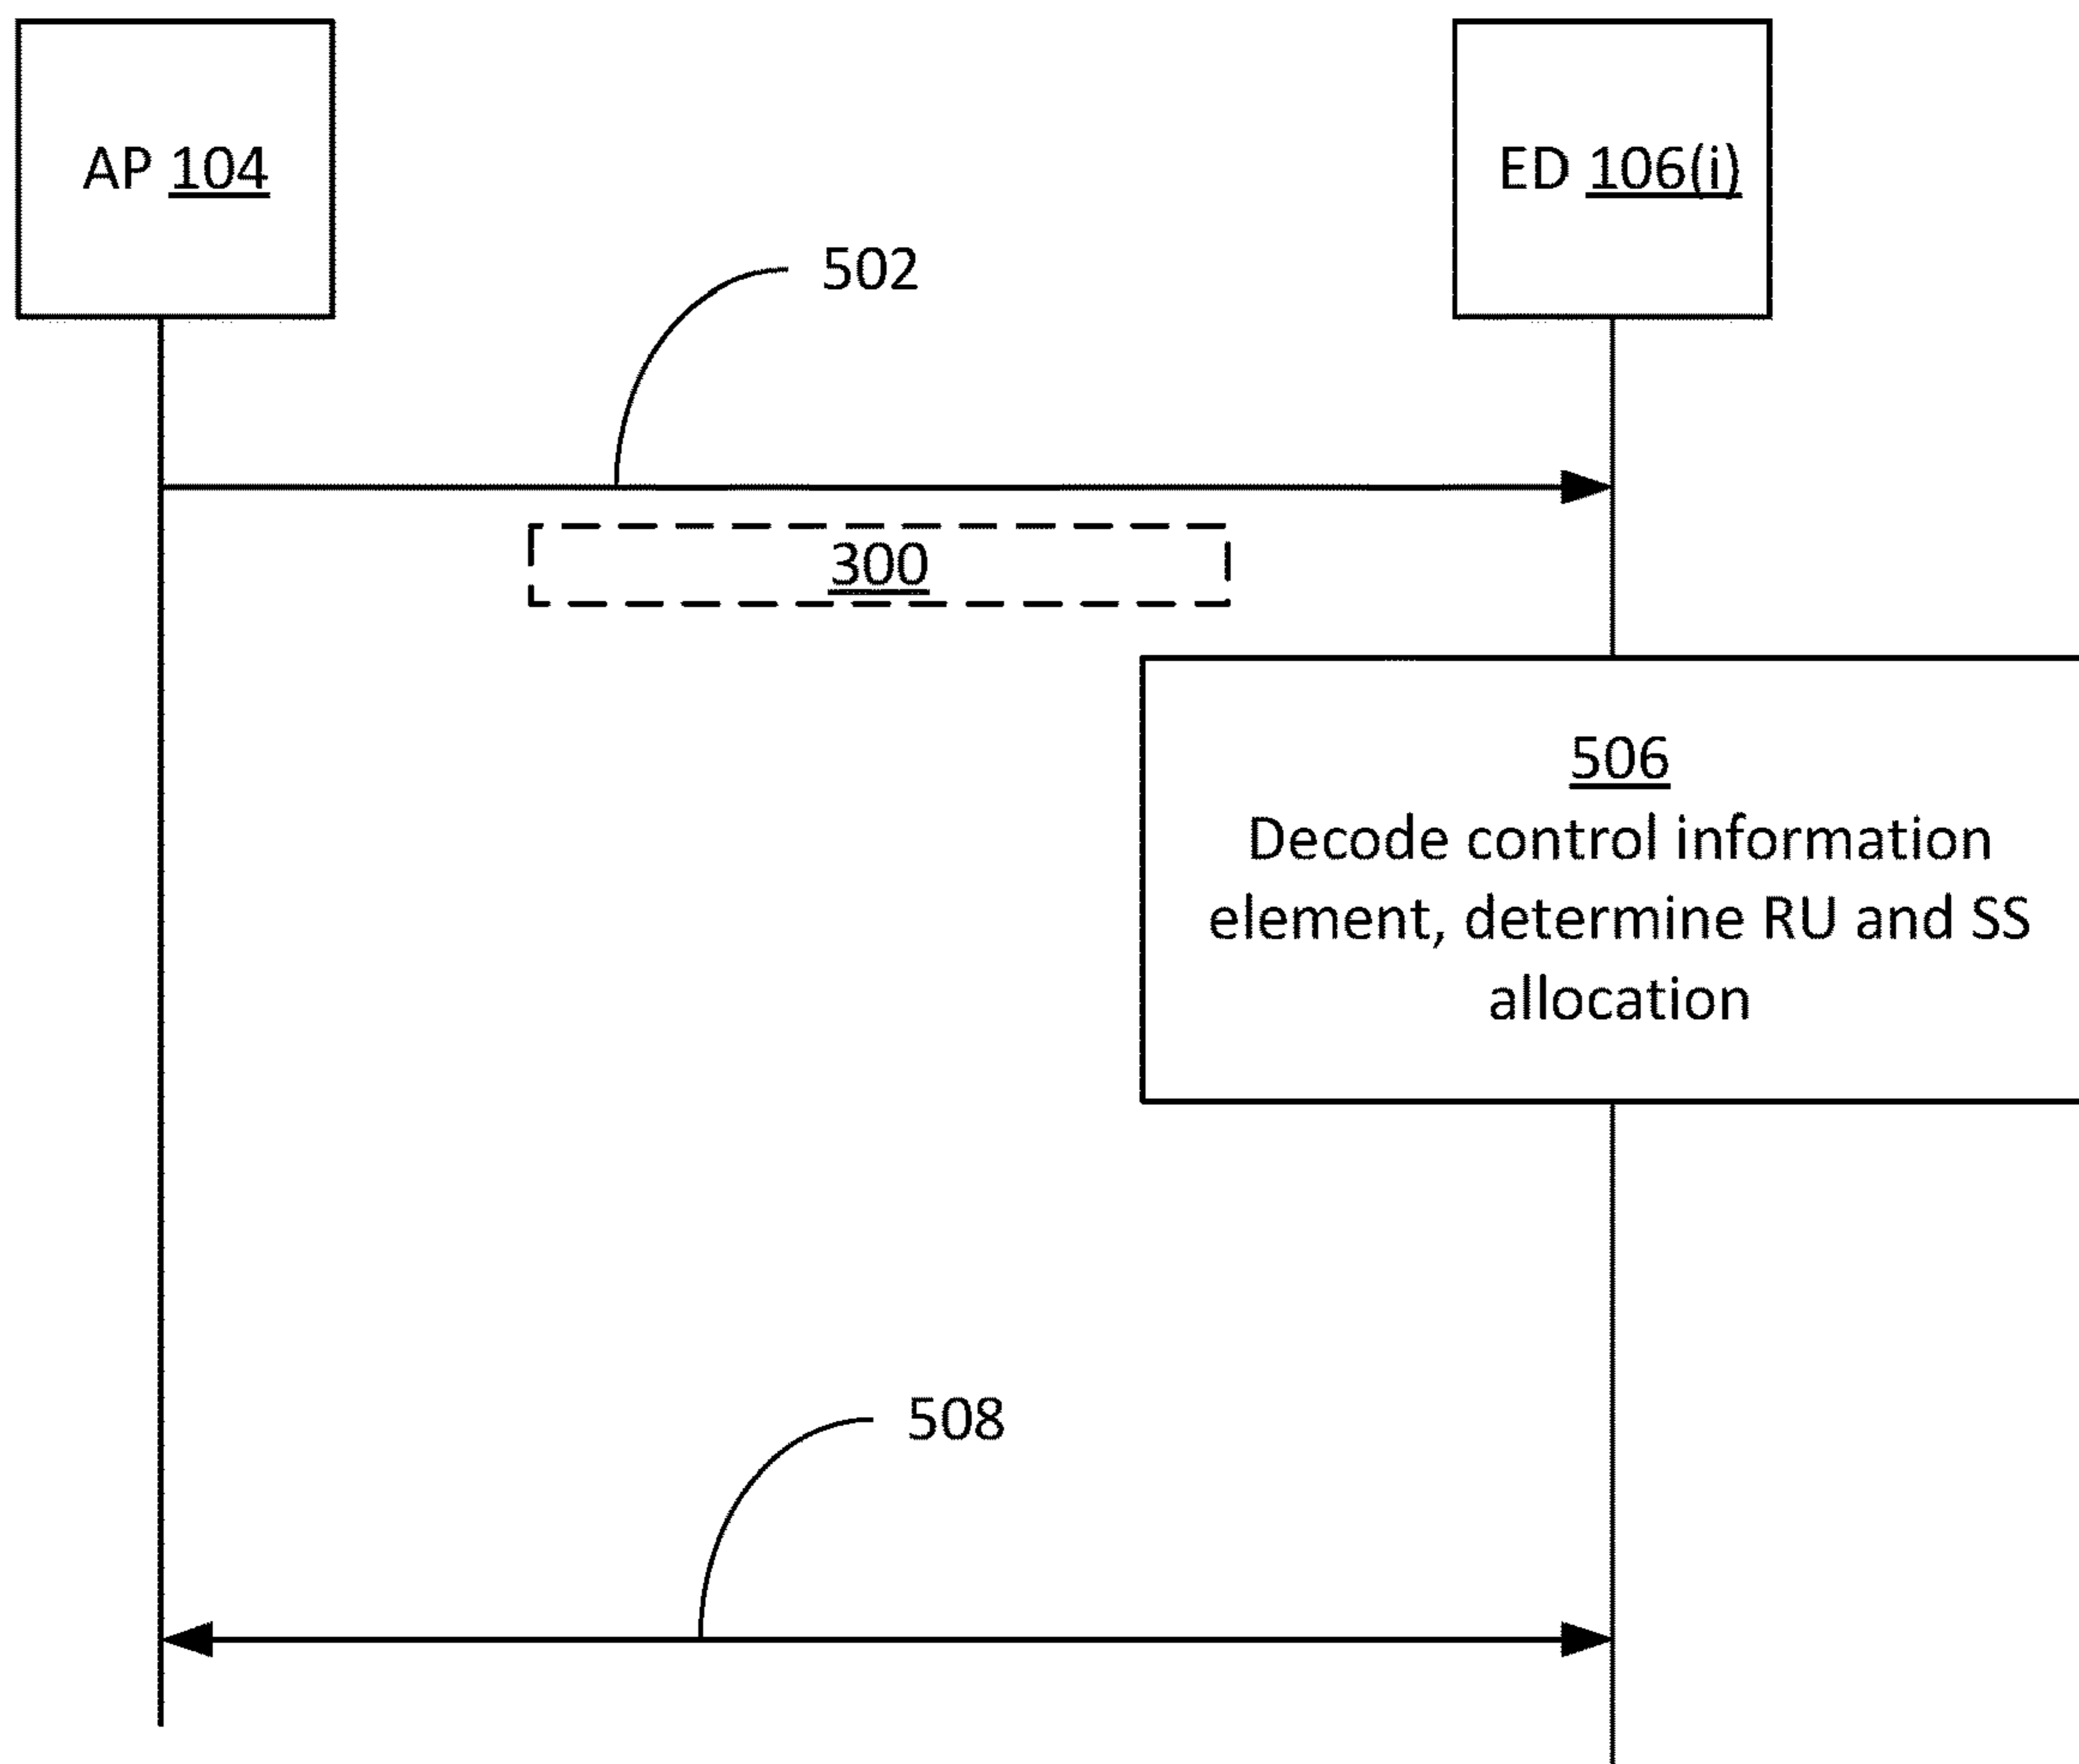 AP 104
ED 106(i)
502
300
506
Decode control information
element, determine RU and SS
allocation
508